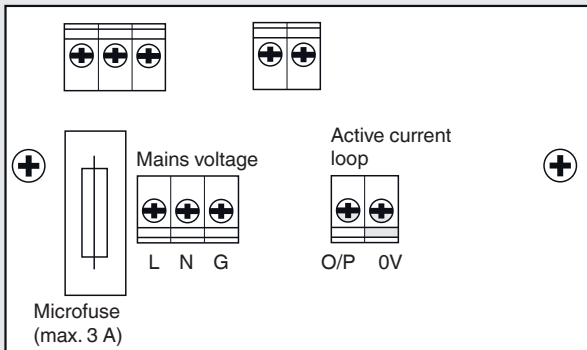 Active current
loop
Mains voltage
L N G
O/P 0V
Microfuse
(max. 3 A)